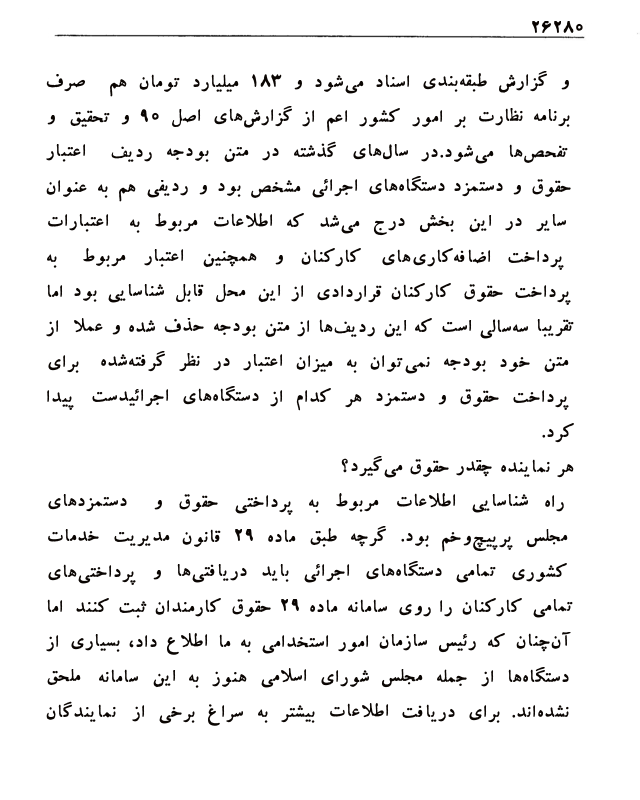 ۲۶۲۸۰
و گزارش طبقه‌بندی اسناد می‌شود و ۱۸۳ میلیارد تومان هم صرف
برنامه نظارت بر امور کشور اعم از گزارش‌های اصل ۹۰ و تحقیق و
تفحص‌ها می‌شود.در سال‌های گذشته در متن بودجه ردیف اعتبار
حقوق و دستمزد دستگاه‌های اجرائی مشخص بود و ردیفی هم به عنوان
سایر در این بخش درج می‌شد که اطلاعات مربوط به اعتبارات
پرداخت اضافه‌کاری‌های کارکنان و همچنین اعتبار مربوط به
پرداخت حقوق کارکنان قراردادی از این محل قابل شناسایی بود اما
تقریبا سه‌سالی است که این ردیف‌ها از متن بودجه حذف شده و عملا از
متن خود بودجه نمی‌توان به میزان اعتبار در نظر گرفته‌شده برای
پرداخت حقوق و دستمزد هر کدام از دستگاه‌های اجرائیدست پیدا
کرد.
هر نماینده چقدر حقوق می‌گیرد؟
راه شناسایی اطلاعات مربوط به پرداختی حقوق و دستمزدهای
مجلس پرپیچ‌وخم بود. گرچه طبق ماده ۲۹ قانون مدیریت خدمات
کشوری تمامی دستگاه‌های اجرائی باید دریافتی‌ها و پرداختی‌های
تمامی کارکنان را روی سامانه ماده ۲۹ حقوق کارمندان ثبت کنند اما
آن‌چنان که رئیس سازمان امور استخدامی به ما اطلاع داد، بسیاری از
دستگاه‌ها از جمله مجلس شورای اسلامی هنوز به این سامانه ملحق
نشده‌اند. برای دریافت اطلاعات بیشتر به سراغ برخی از نمایندگان